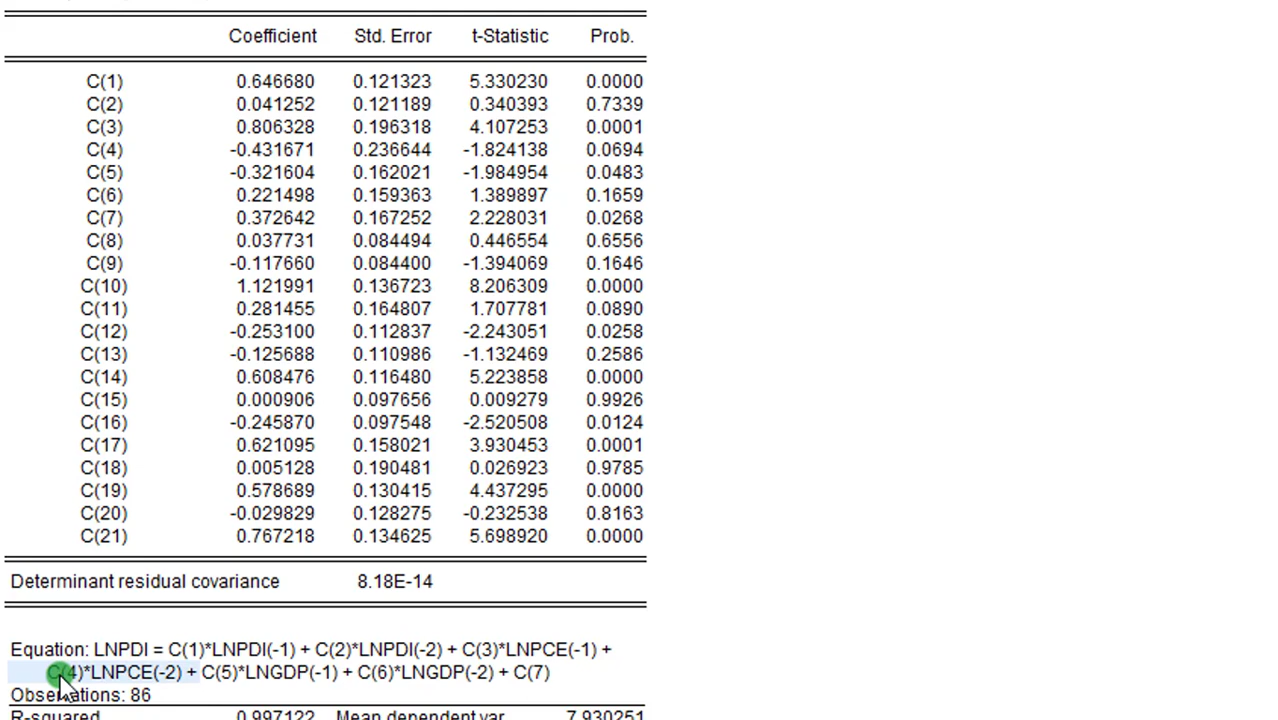 Coefficient Std. Error t-Statistic Prob.
C(1) 0.646680 0.121323 5.330230 0.0000
C(2) 0.041252 0.121189 0.340393 0.7339
C(3) 0.806328 0.196318 4.107253 0.0001
C(4) -0.431671 0.236644 -1.824138 0.0694
C(5) -0.321604 0.162021 -1.984954 0.0483
C(6) 0.221498 0.159363 1.389897 0.1659
C(7) 0.372642 0.167252 2.228031 0.0268
C(8) 0.037731 0.084494 0.446554 0.6556
C(9) -0.117660 0.084400 -1.394069 0.1646
C(10) 1.121991 0.136723 8.206309 0.0000
C(11) 0.281455 0.164807 1.707781 0.0890
C(12) -0.253100 0.112837 -2.243051 0.0258
C(13) -0.125688 0.110986 -1.132469 0.2586
C(14) 0.608476 0.116480 5.223858 0.0000
C(15) 0.000906 0.097656 0.009279 0.9926
C(16) -0.245870 0.097548 -2.520508 0.0124
C(17) 0.621095 0.158021 3.930453 0.0001
C(18) 0.005128 0.190481 0.026923 0.9785
C(19) 0.578689 0.130415 4.437295 0.0000
C(20) -0.029829 0.128275 -0.232538 0.8163
C(21) 0.767218 0.134625 5.698920 0.0000
Determinant residual covariance 8.18E-14
Equation: LNPDI = C(1)*LNPDI(-1) + C(2)*LNPDI(-2) + C(3)*LNPCE(-1) +
C(4)*LNPCE(-2) + C(5)*LNGDP(-1) + C(6)*LNGDP(-2) + C(7)
Observations: 86
R-squared 0.997122 Mean dependent var 7.930251